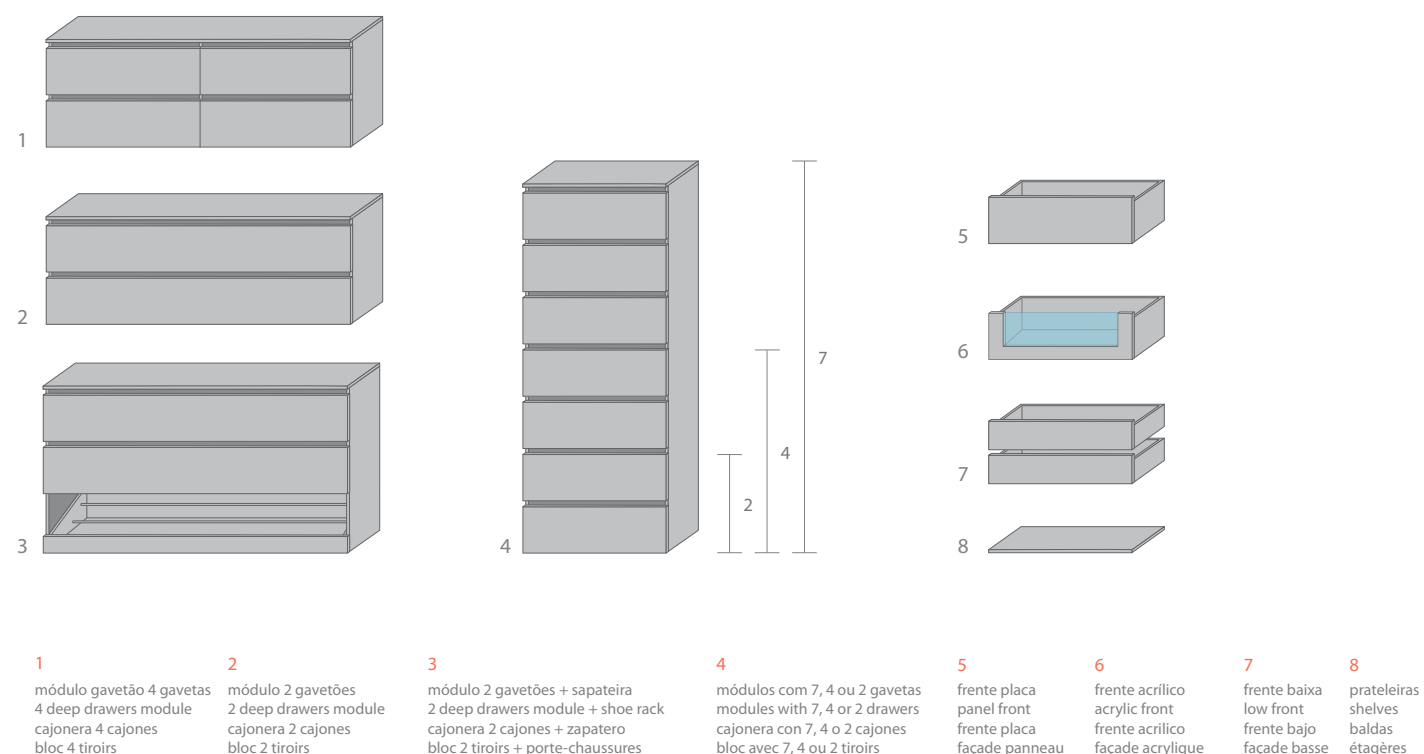 1
2
3
4
7
4
2
5
6
7
8
1
módulo gavetão 4 gavetas
4 deep drawers module
cajonera 4 cajones
bloc 4 tiroirs
2
módulo 2 gavetões
2 deep drawers module
cajonera 2 cajones
bloc 2 tiroirs
3
módulo 2 gavetões + sapateira
2 deep drawers module + shoe rack
cajonera 2 cajones + zapatero
bloc 2 tiroirs + porte-chaussures
4
módulos com 7, 4 ou 2 gavetas
modules with 7, 4 or 2 drawers
cajonera con 7, 4 o 2 cajones
bloc avec 7, 4 ou 2 tiroirs
5
frente placa
panel front
frente placa
façade panneau
6
frente acrílico
acrylic front
frente acrilico
façade acrylique
7
frente baixa
low front
frente bajo
façade basse
8
prateleiras
shelves
baldas
étagères